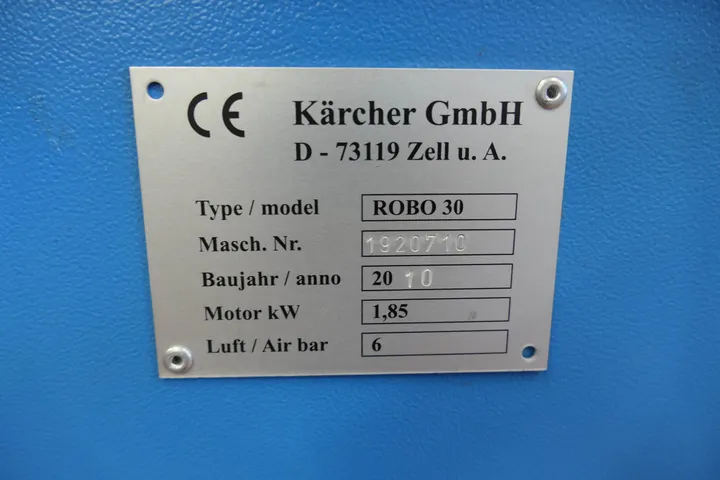 CE Kärcher GmbH
D - 73119 Zell u. A.
Type / model ROBO 30
Masch. Nr. 1920710
Baujahr / anno 20 10
Motor kW 1,85
Luft / Air bar 6